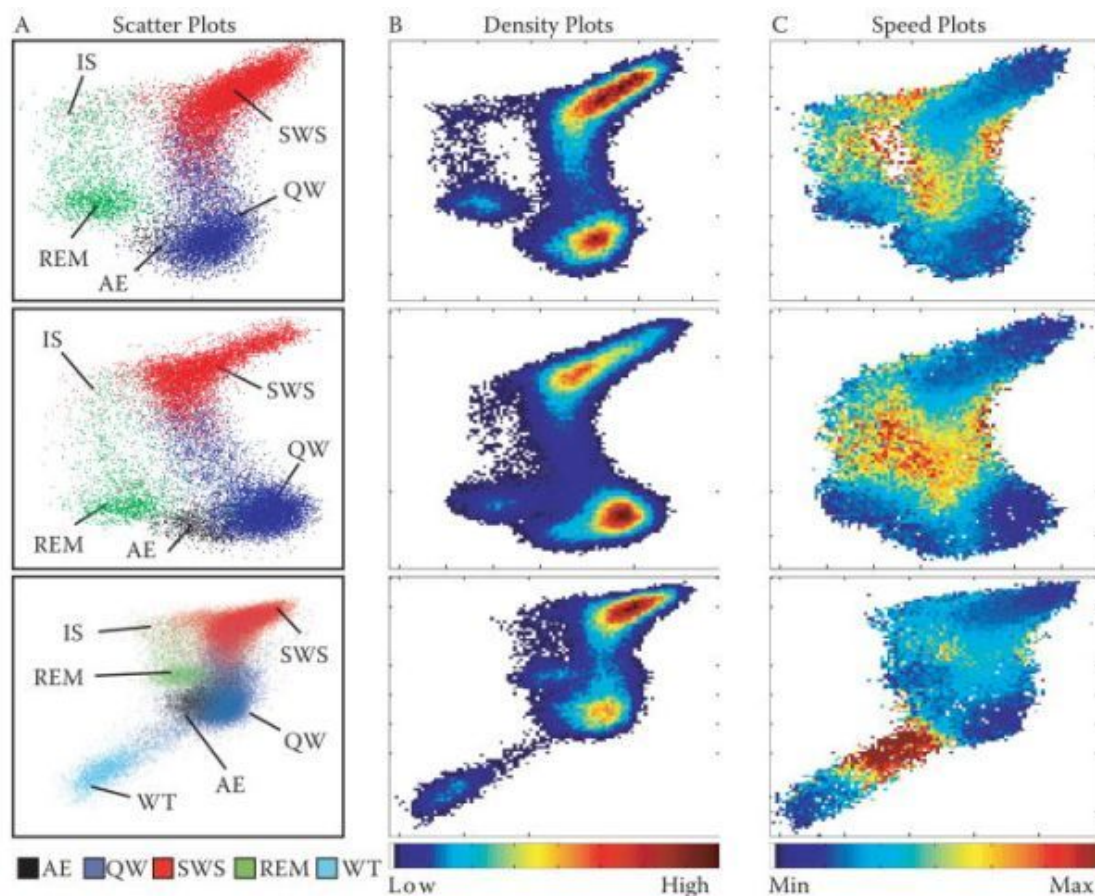 A Scatter Plots B Density Plots C Speed Plots
IS
SWS
QW
REM
AE
IS
SWS
QW
REM
AE
IS
SWS
REM
QW
AE
WT
AE QW SWS REM WT
Low High Min Max